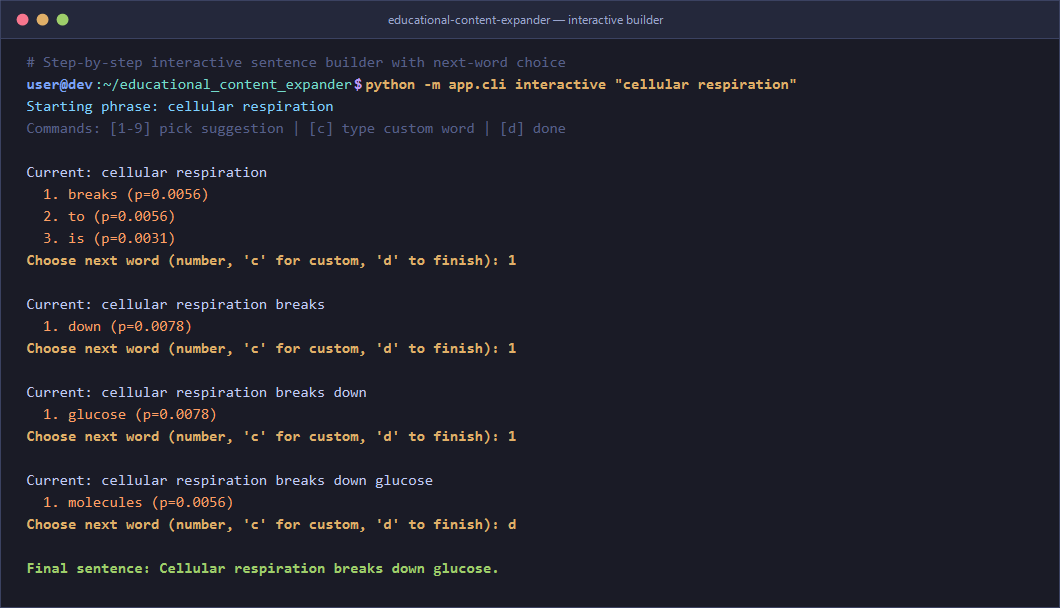 educational-content-expander — interactive builder
# Step-by-step interactive sentence builder with next-word choice
user@dev:~/educational_content_expander$ python -m app.cli interactive "cellular respiration"
Starting phrase: cellular respiration
Commands: [1-9] pick suggestion | [c] type custom word | [d] done
Current: cellular respiration
1. breaks (p=0.0056)
2. to (p=0.0056)
3. is (p=0.0031)
Choose next word (number, 'c' for custom, 'd' to finish): 1
Current: cellular respiration breaks
1. down (p=0.0078)
Choose next word (number, 'c' for custom, 'd' to finish): 1
Current: cellular respiration breaks down
1. glucose (p=0.0078)
Choose next word (number, 'c' for custom, 'd' to finish): 1
Current: cellular respiration breaks down glucose
1. molecules (p=0.0056)
Choose next word (number, 'c' for custom, 'd' to finish): d
Final sentence: Cellular respiration breaks down glucose.